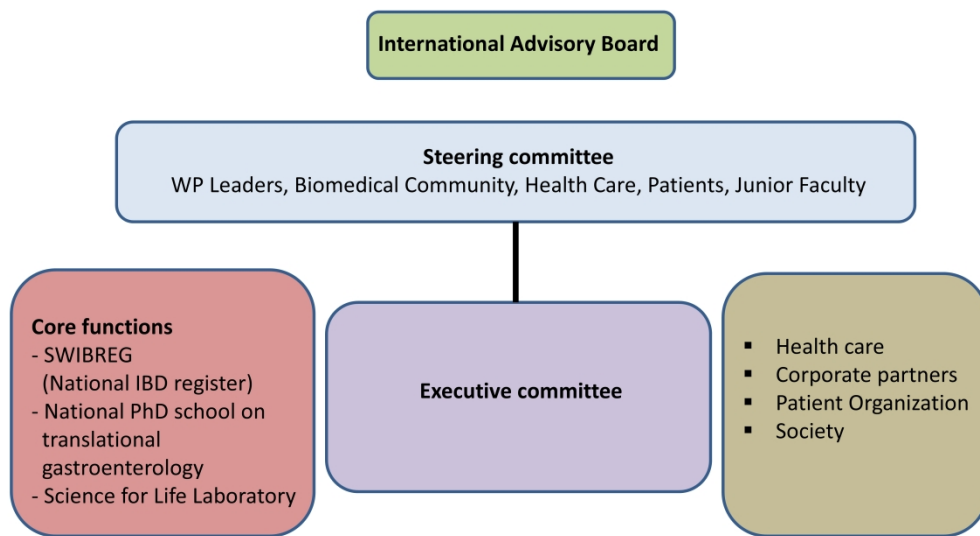 International Advisory Board
Steering committee
WP Leaders, Biomedical Community, Health Care, Patients, Junior Faculty
Core functions
- SWIBREG
(National IBD register)
- National PhD school on
translational
gastroenterology
- Science for Life Laboratory
Executive committee
▪ Health care
▪ Corporate partners
▪ Patient Organization
▪ Society